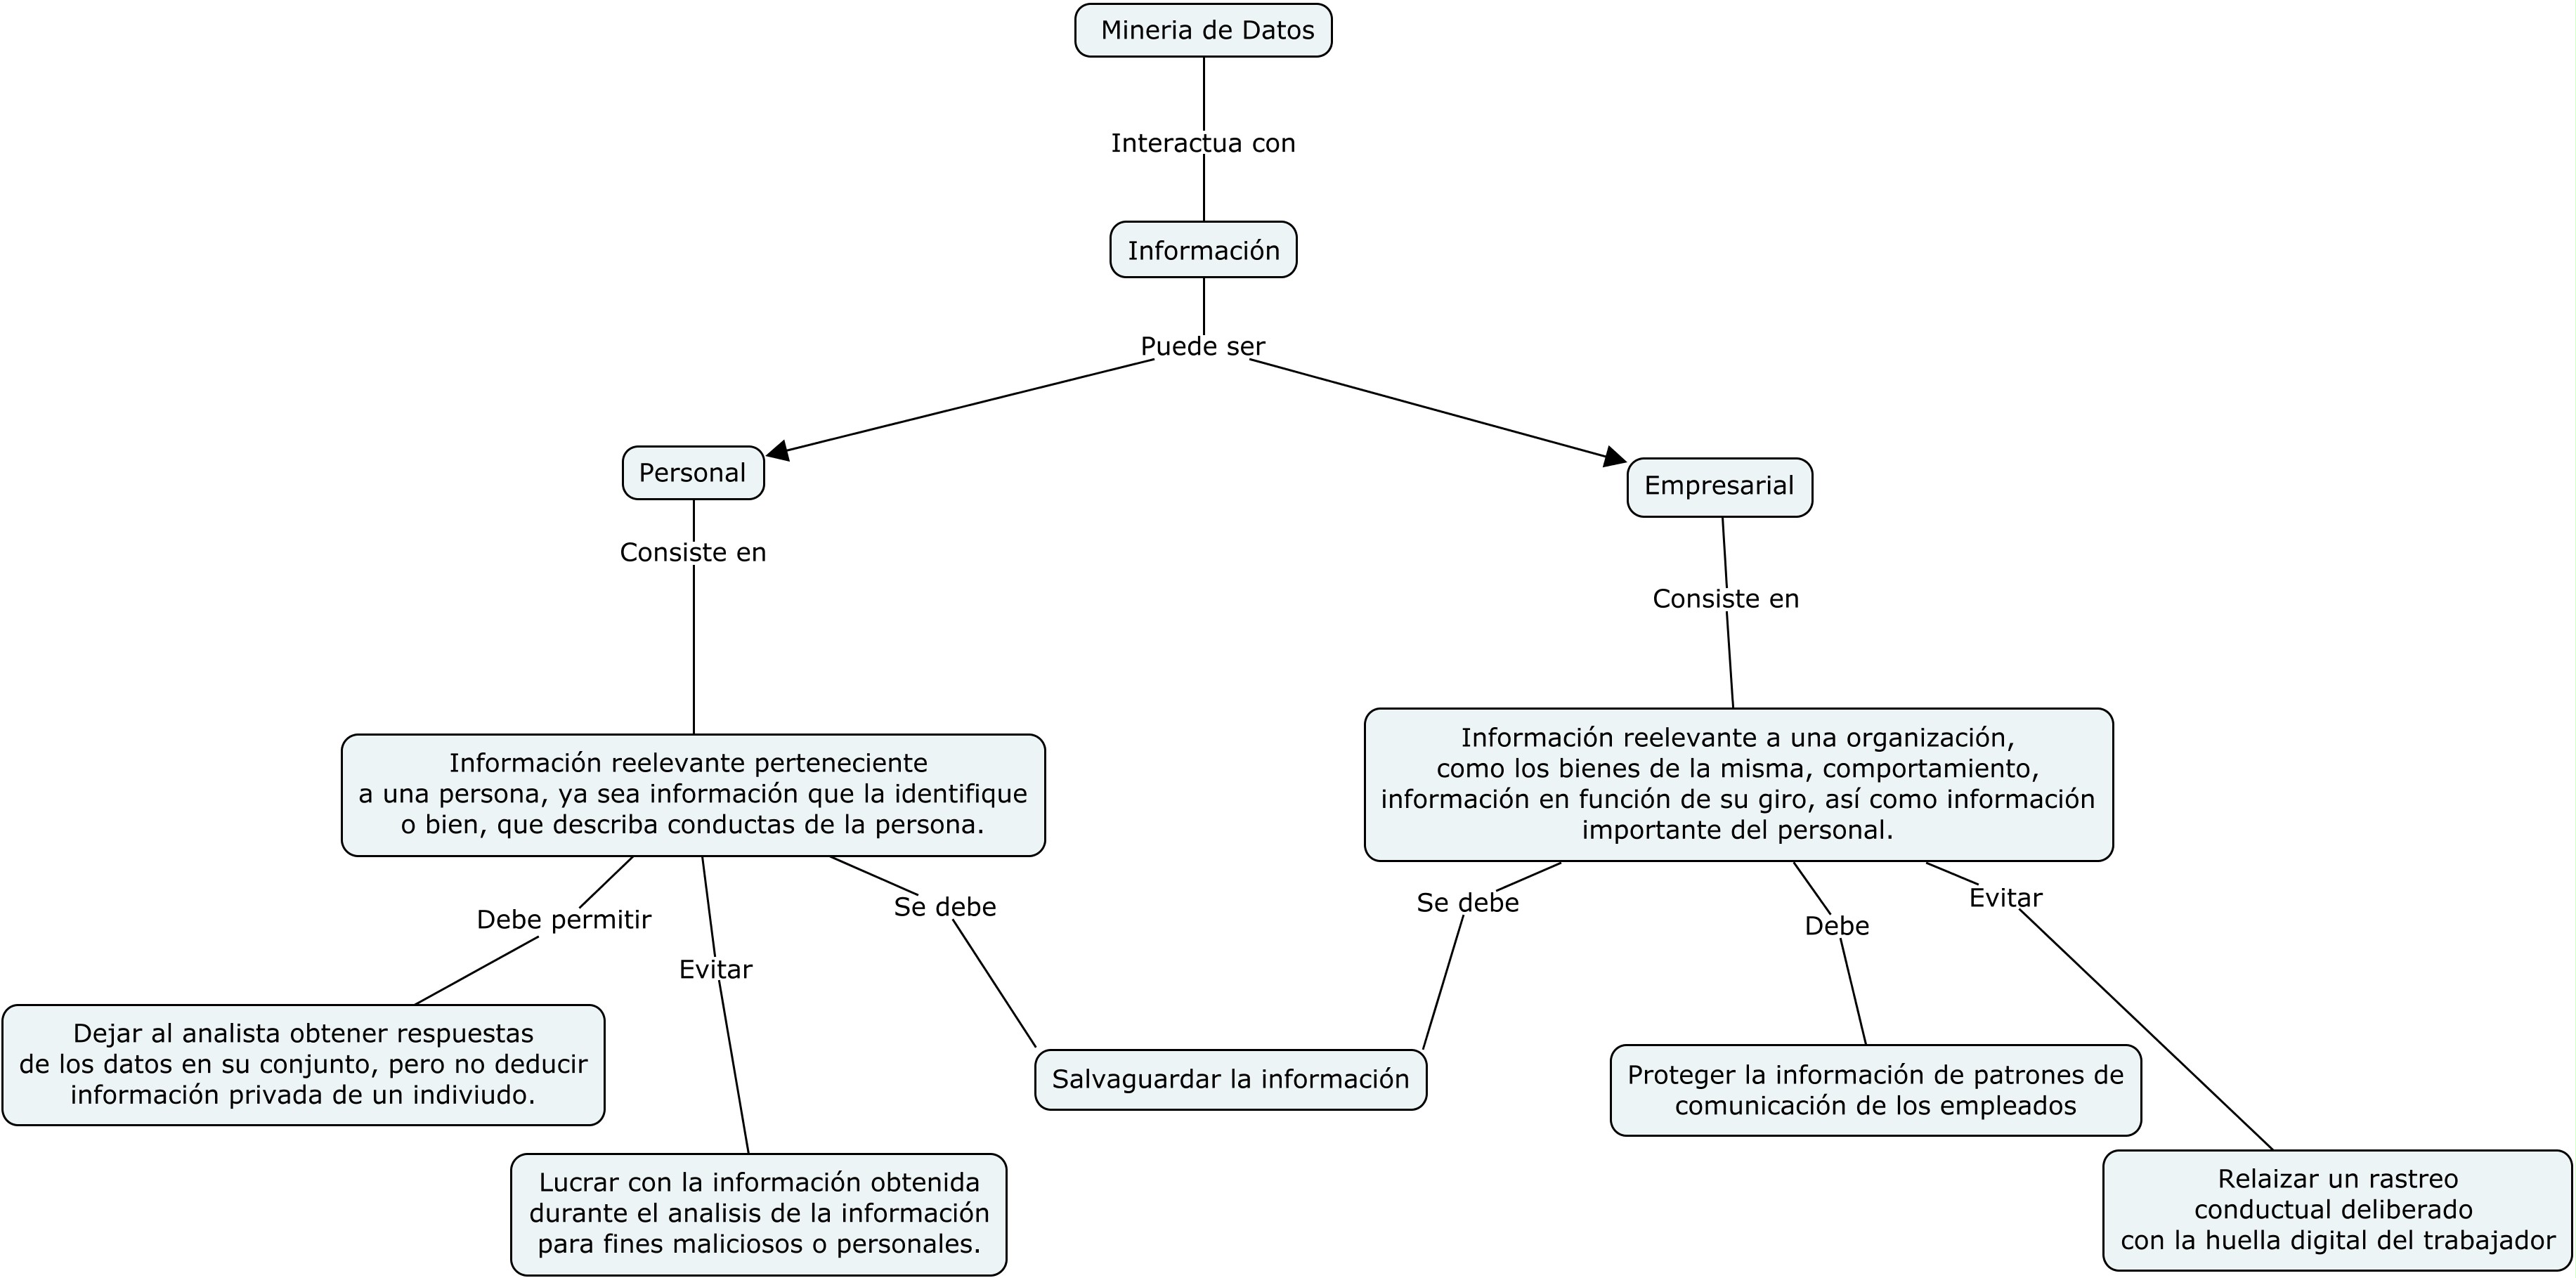 Mineria de Datos
Interactua con
Información
Puede ser
Personal
Empresarial
Consiste en
Consiste en
Información reelevante perteneciente
a una persona, ya sea información que la identifique
o bien, que describa conductas de la persona.
Información reelevante a una organización,
como los bienes de la misma, comportamiento,
información en función de su giro, así como información
importante del personal.
Debe permitir
Evitar
Se debe
Se debe
Debe
Evitar
Dejar al analista obtener respuestas
de los datos en su conjunto, pero no deducir
información privada de un indiviudo.
Lucrar con la información obtenida
durante el analisis de la información
para fines maliciosos o personales.
Salvaguardar la información
Proteger la información de patrones de
comunicación de los empleados
Relaizar un rastreo
conductual deliberado
con la huella digital del trabajador